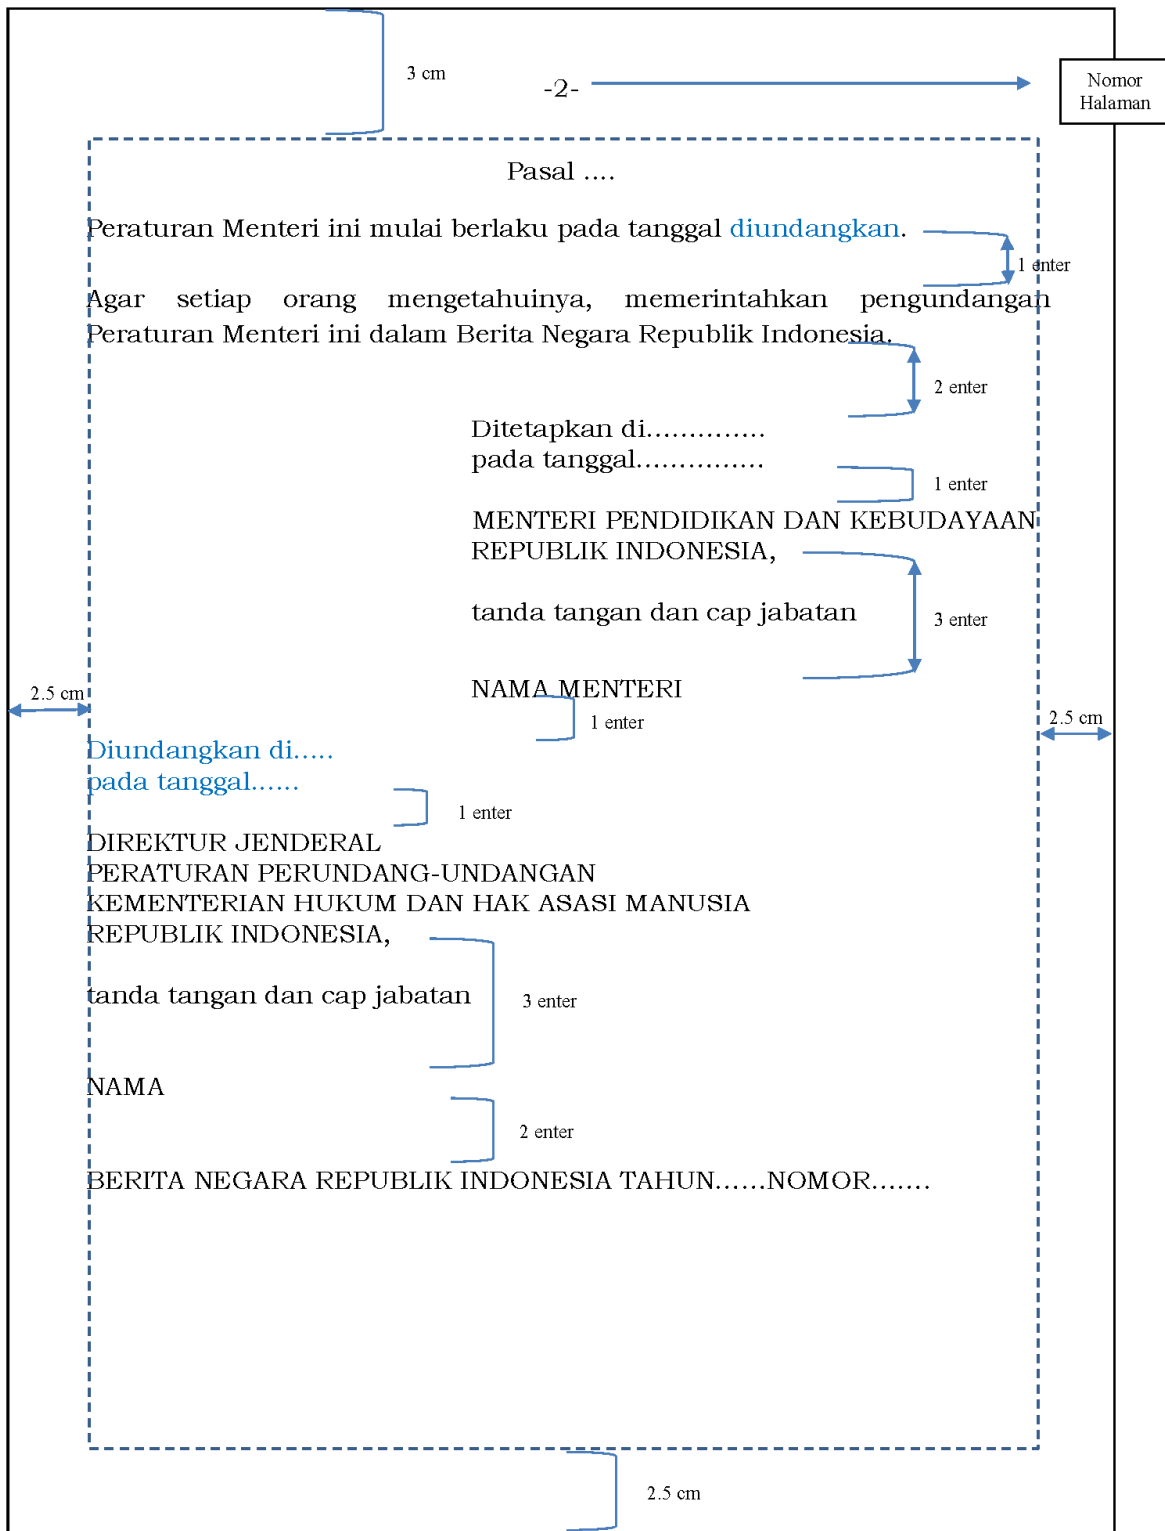 3 cm
-2-
Nomor
Halaman
Pasal ....
Peraturan Menteri ini mulai berlaku pada tanggal diundangkan.
1 enter
Agar setiap orang mengetahuinya, memerintahkan pengundangan
Peraturan Menteri ini dalam Berita Negara Republik Indonesia.
2 enter
Ditetapkan di..............
pada tanggal...............
1 enter
MENTERI PENDIDIKAN DAN KEBUDAYAAN
REPUBLIK INDONESIA,
tanda tangan dan cap jabatan
3 enter
NAMA MENTERI
2.5 cm
1 enter
2.5 cm
Diundangkan di.....
pada tanggal......
1 enter
DIREKTUR JENDERAL
PERATURAN PERUNDANG-UNDANGAN
KEMENTERIAN HUKUM DAN HAK ASASI MANUSIA
REPUBLIK INDONESIA,
tanda tangan dan cap jabatan
3 enter
NAMA
2 enter
BERITA NEGARA REPUBLIK INDONESIA TAHUN......NOMOR.......
2.5 cm